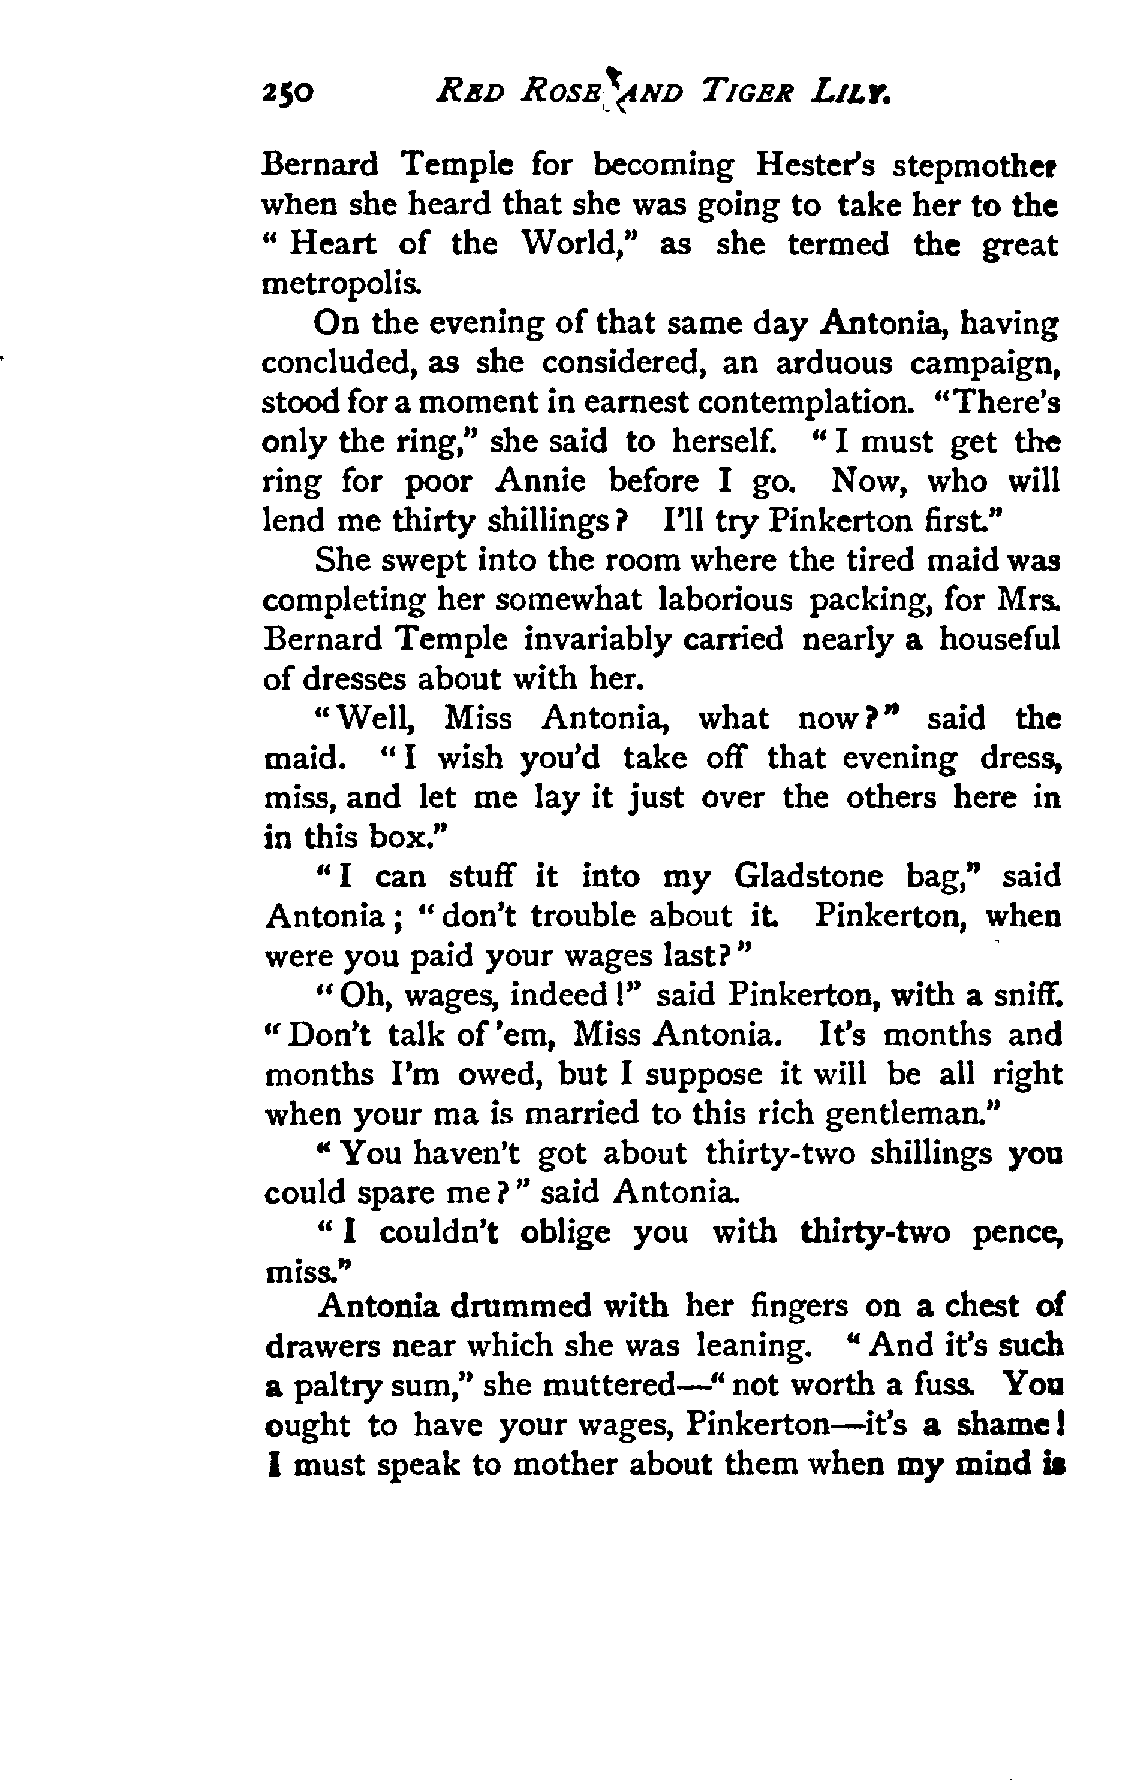 250 RED ROSE AND TIGER LILY.
Bernard Temple for becoming Hester's stepmother
when she heard that she was going to take her to the
" Heart of the World," as she termed the great
metropolis.
On the evening of that same day Antonia, having
concluded, as she considered, an arduous campaign,
stood for a moment in earnest contemplation. "There's
only the ring," she said to herself. " I must get the
ring for poor Annie before I go. Now, who will
lend me thirty shillings? I'll try Pinkerton first."
She swept into the room where the tired maid was
completing her somewhat laborious packing, for Mrs.
Bernard Temple invariably carried nearly a houseful
of dresses about with her.
"Well, Miss Antonia, what now?" said the
maid. "I wish you'd take off that evening dress,
miss, and let me lay it just over the others here in
in this box."
"I can stuff it into my Gladstone bag," said
Antonia; "don't trouble about it. Pinkerton, when
were you paid your wages last?"
"Oh, wages, indeed!" said Pinkerton, with a sniff.
"Don't talk of 'em, Miss Antonia. It's months and
months I'm owed, but I suppose it will be all right
when your ma is married to this rich gentleman."
"You haven't got about thirty-two shillings you
could spare me?" said Antonia.
"I couldn't oblige you with thirty-two pence,
miss."
Antonia drummed with her fingers on a chest of
drawers near which she was leaning. "And it's such
a paltry sum," she muttered—"not worth a fuss. You
ought to have your wages, Pinkerton—it's a shame!
I must speak to mother about them when my mind is